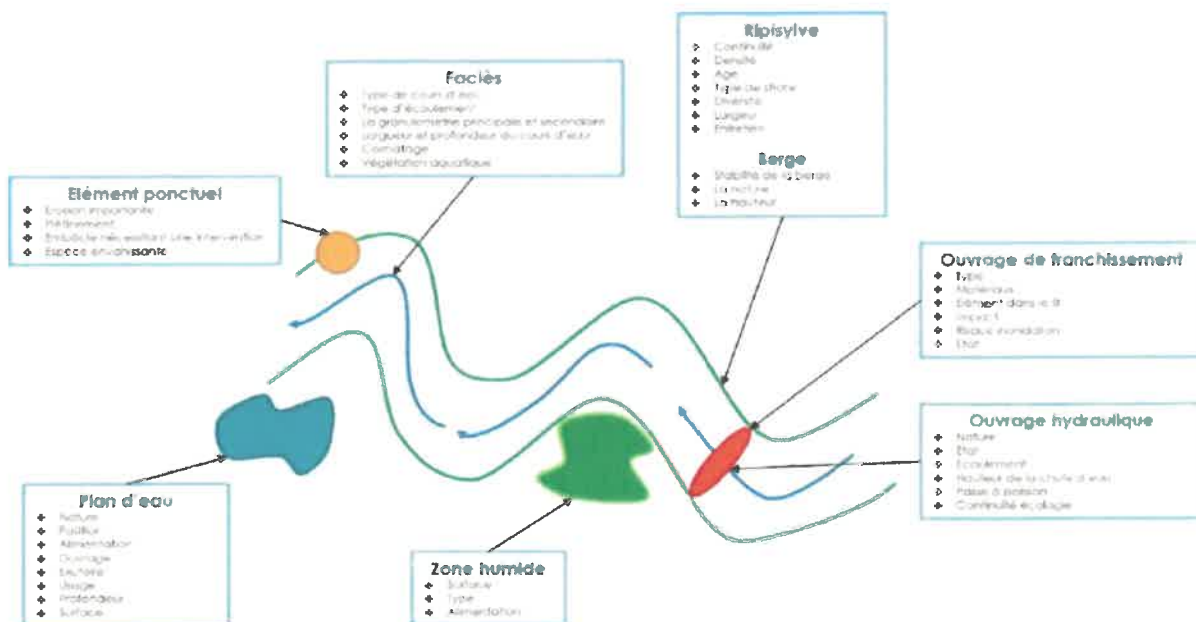 Ripisylve
Continuité
Densité
Age
Type de strate
Diversité
Largeur
Entretien
Berge
Stabilité de la berge
La nature
La hauteur
Faciès
Type de cours d'eau
Type d'écoulement
La granulométrie principale et secondaire
Largueur et profondeur du cours d'eau
Colmatage
Végétation aquatique
Elément ponctuel
Erosion importante
Piétinement
Embâcle nécessitant une intervention
Espèce envahissante
Ouvrage de franchissement
Type
Matériaux
Elément dans le lit
Impact
Risque inondation
Etat
Ouvrage hydraulique
Nature
Etat
Ecoulement
Hauteur de la chute d'eau
Passe à poisson
Continuité écologie
Plan d'eau
Nature
Position
Alimentation
Ouvrage
Exutoire
Usage
Profondeur
Surface
Zone humide
Surface
Type
Alimentation